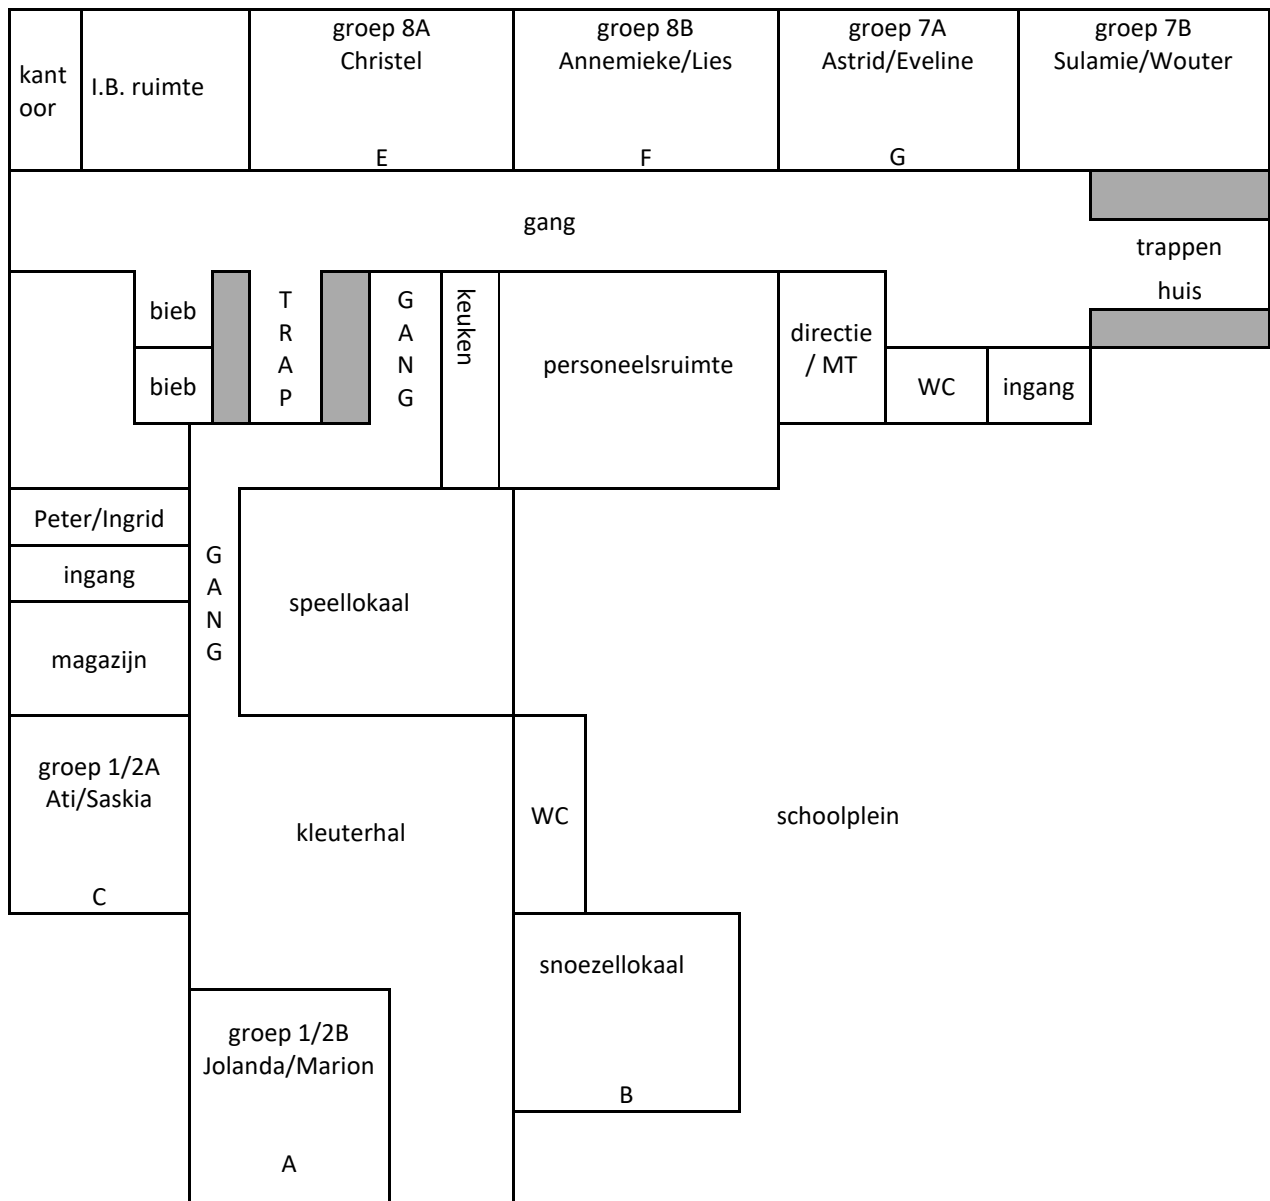 kant
oor
I.B. ruimte
groep 8A
Christel
E
groep 8B
Annemieke/Lies
F
groep 7A
Astrid/Eveline
G
groep 7B
Sulamie/Wouter
gang
trappen
huis
bieb
bieb
T
R
A
P
G
A
N
G
keuken
personeelsruimte
directie
/ MT
WC
ingang
Peter/Ingrid
ingang
magazijn
G
A
N
G
speellokaal
groep 1/2A
Ati/Saskia
C
kleuterhal
WC
schoolplein
snoezellokaal
B
groep 1/2B
Jolanda/Marion
A